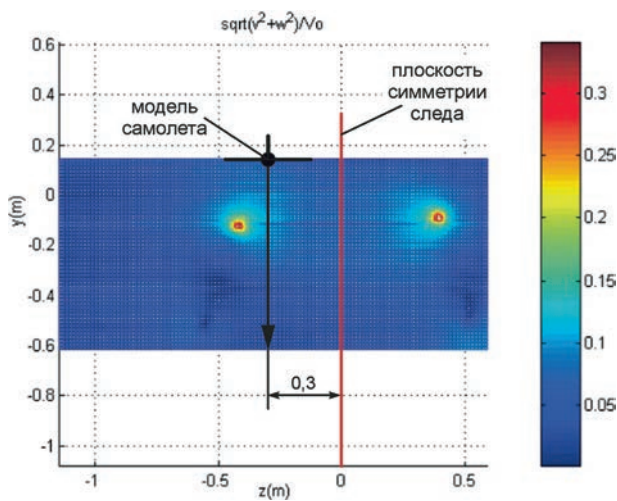 sqrt(v²+w²)/Vo
0.6
0.4
0.2
0
-0.2
-0.4
-0.6
-0.8
-1
y(m)
модель
самолета
плоскость
симметрии
следа
0,3
-1
-0.5
0
0.5
z(m)
0.3
0.25
0.2
0.15
0.1
0.05